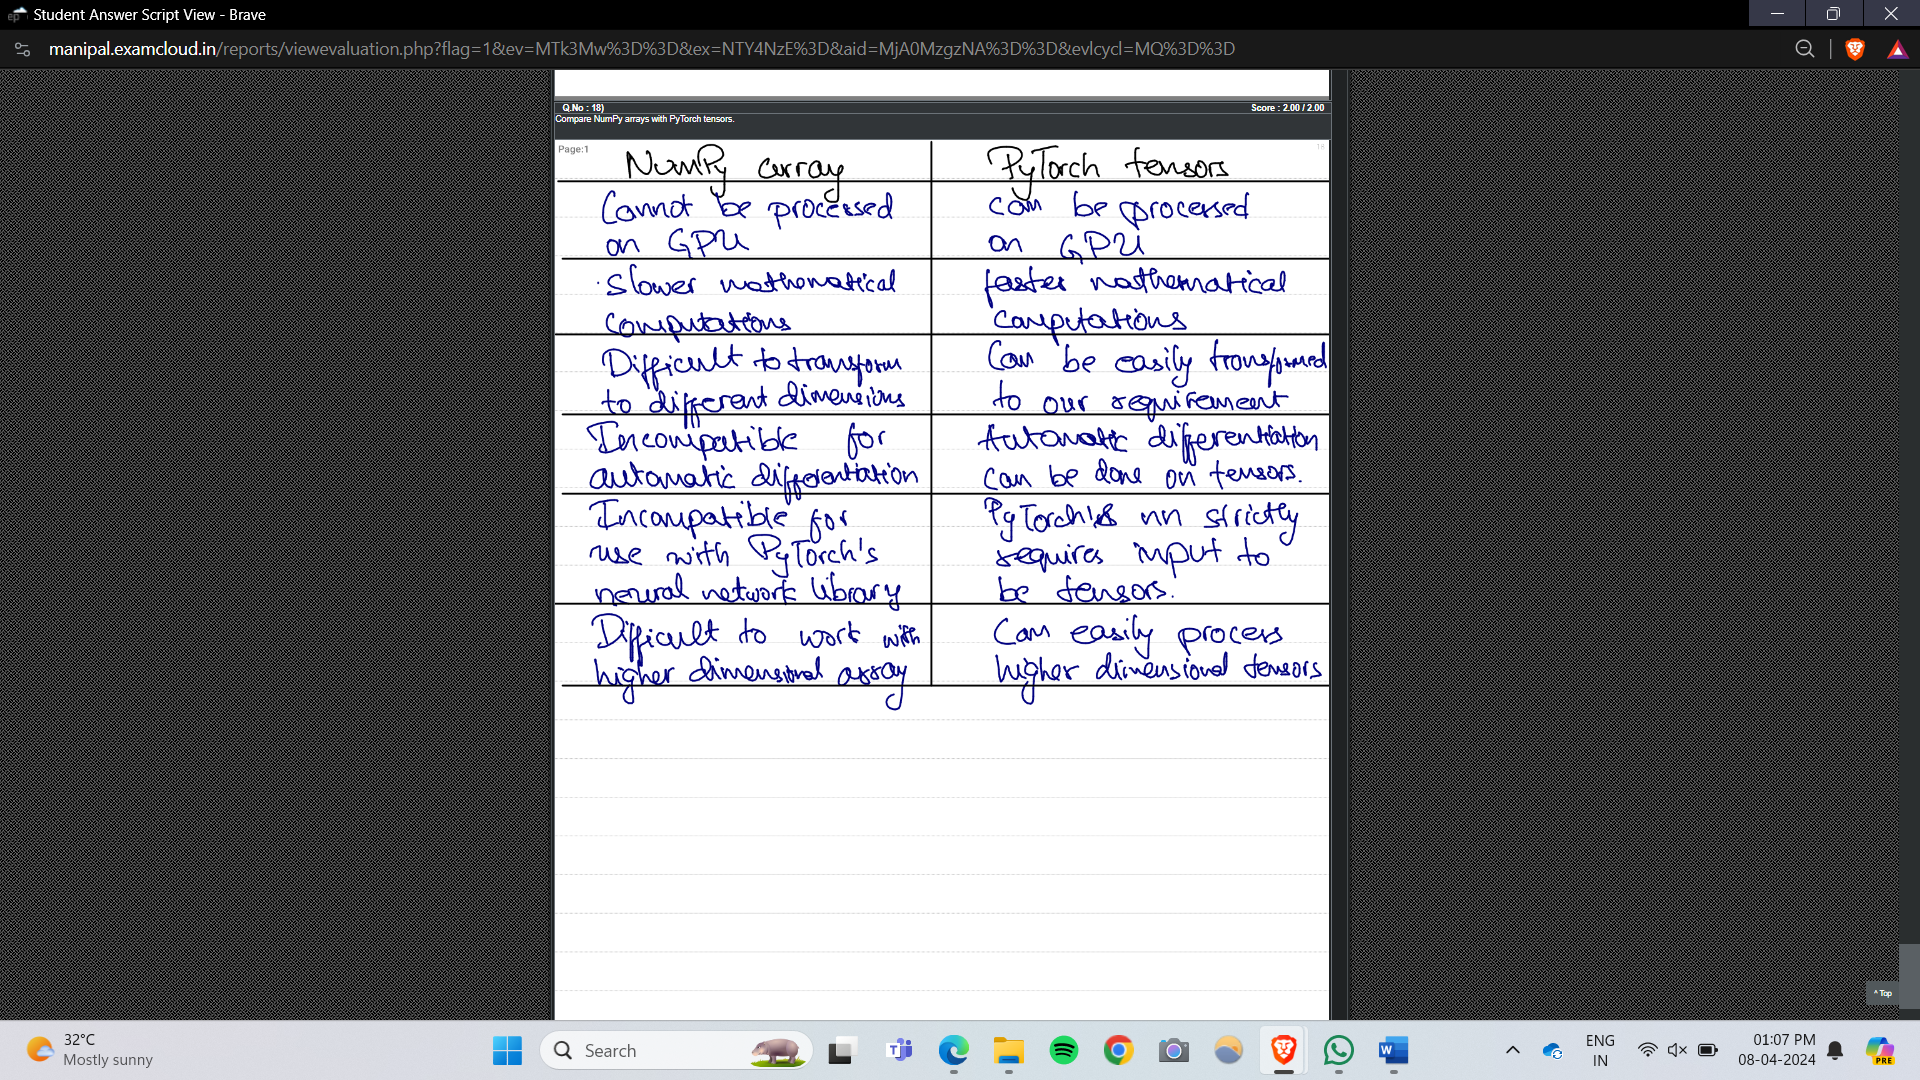 Student Answer Script View - Brave
manipal.examcloud.in/reports/viewevaluation.php?flag=1&ev=MTk3Mw%3D%3D&ex=NTY4NzE%3D&aid=MjA0MzgzNA%3D%3D&evlcycl=MQ%3D%3D
Q.No : 18) Score : 2.00 / 2.00
Compare NumPy arrays with PyTorch tensors.
Page:1 18
NumPy array
PyTorch tensors
Cannot be processed
on GPU
can be processed
on GPU
Slower mathematical
computations
faster mathematical
computations
Difficult to transform
to different dimensions
Can be easily transformed
to our requirement
Incompatible for
automatic differentiation
Automatic differentiation
can be done on tensors.
Incompatible for
use with PyTorch's
neural network library
PyTorch's nn strictly
requires input to
be tensors.
Difficult to work with
higher dimensional array
Can easily process
higher dimensional tensors
^ Top
32°C
Mostly sunny
Search
ENG
IN
01:07 PM
08-04-2024
PRE